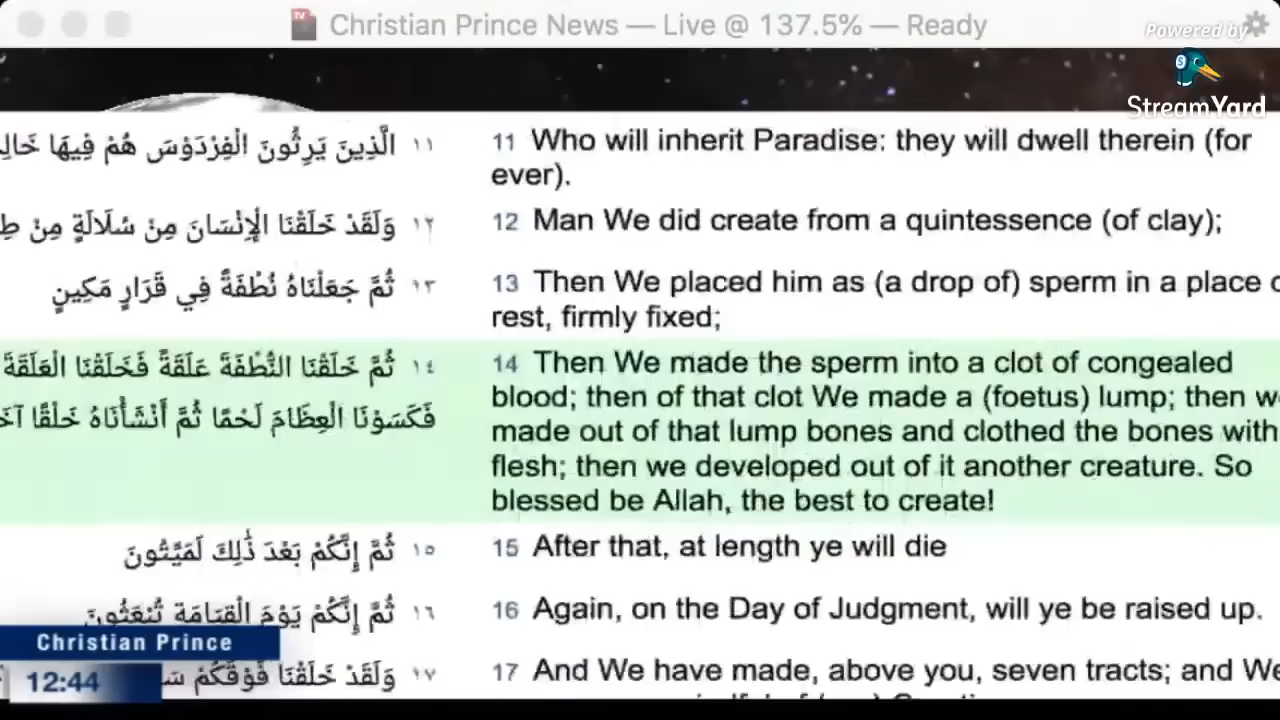 Christian Prince News — Live @ 137.5% — Ready
Powered by
StreamYard
الَّذِينَ يَرِثُونَ الْفِرْدَوْسَ هُمْ فِيهَا ١١
11 Who will inherit Paradise: they will dwell therein (for
ever).
وَلَقَدْ خَلَقْنَا الْإِنْسَانَ مِنْ سُلَالَةٍ مِنْ ١٢
12 Man We did create from a quintessence (of clay);
ثُمَّ جَعَلْنَاهُ نُطْفَةً فِي قَرَارٍ مَكِينٍ ١٣
13 Then We placed him as (a drop of) sperm in a place
rest, firmly fixed;
ثُمَّ خَلَقْنَا النُّطْفَةَ عَلَقَةً فَخَلَقْنَا الْعَلَقَةَ ١٤
فَكَسَوْنَا الْعِظَامَ لَحْمًا ثُمَّ أَنْشَأْنَاهُ خَلْقًا
14 Then We made the sperm into a clot of congealed
blood; then of that clot We made a (foetus) lump; then
made out of that lump bones and clothed the bones with
flesh; then we developed out of it another creature. So
blessed be Allah, the best to create!
ثُمَّ إِنَّكُمْ بَعْدَ ذَٰلِكَ لَمَيِّتُونَ ١٥
15 After that, at length ye will die
ثُمَّ إِنَّكُمْ يَوْمَ الْقِيَامَةِ تُبْعَثُونَ ١٦
16 Again, on the Day of Judgment, will ye be raised up.
وَلَقَدْ خَلَقْنَا فَوْقَكُمْ ١٧
17 And We have made, above you, seven tracts; and We
Christian Prince
12:44